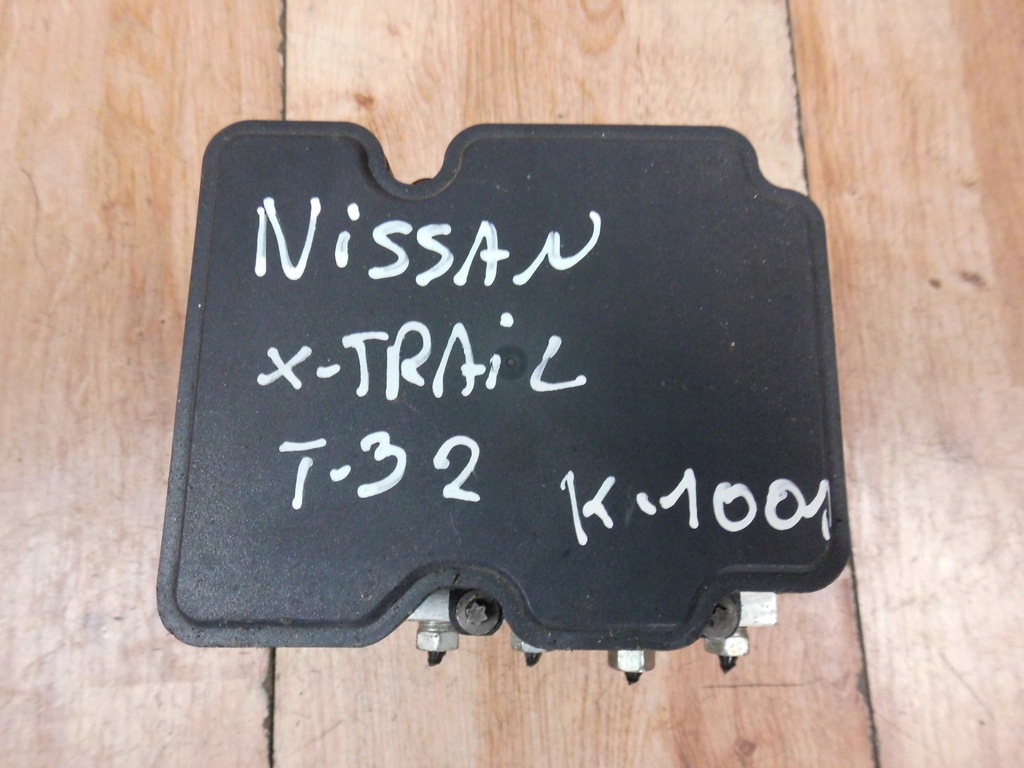 NiSSAN
X-TRAiL
T-32
K-1001